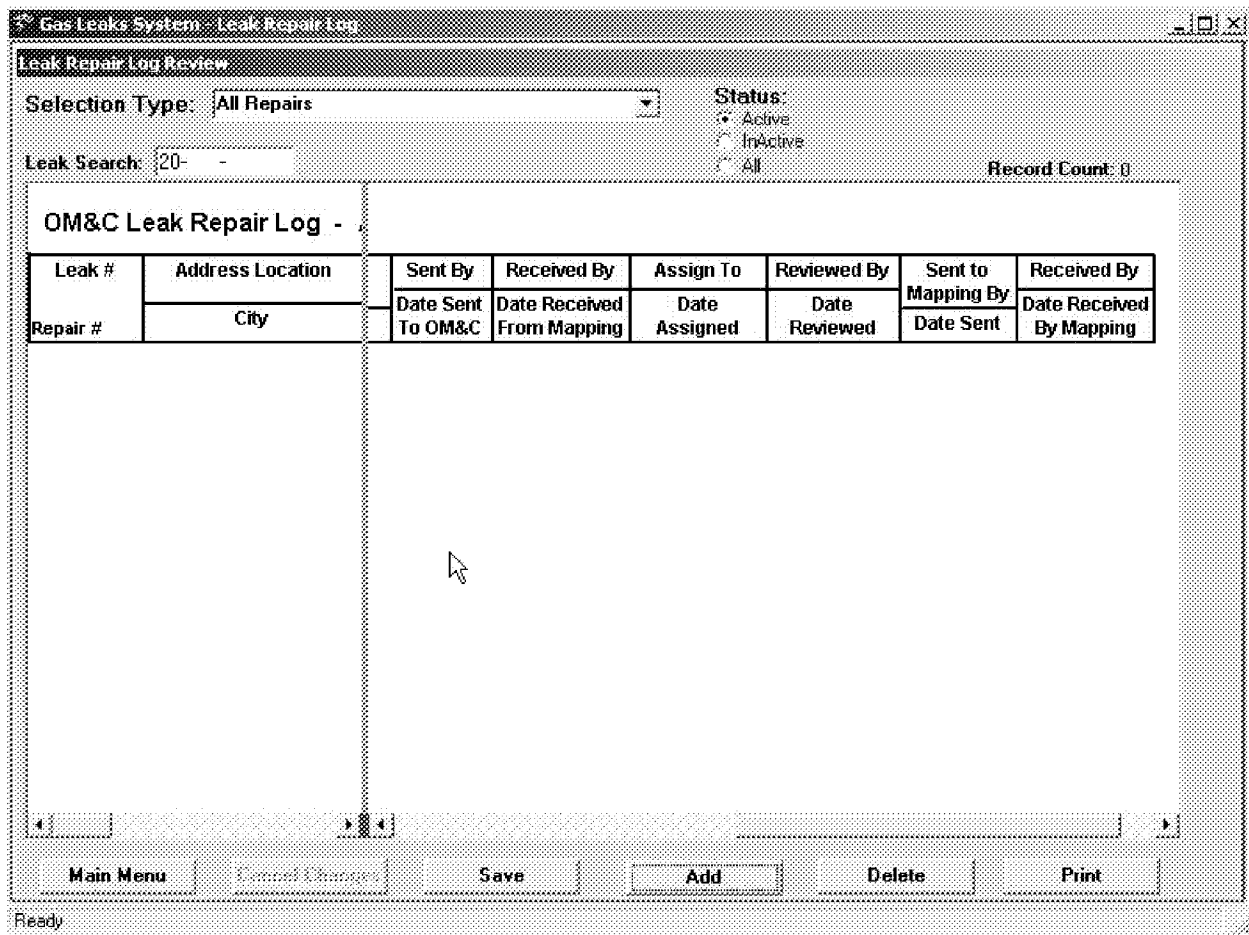 Gas Leaks System - Leak Repair Log
Leak Repair Log Review
Selection Type: All Repairs
Status:
Active
InActive
All
Leak Search: 20- -
Record Count: 0
OM&C Leak Repair Log -
Leak # Address Location Sent By Received By Assign To Reviewed By Sent to Mapping By Received By
Repair # City Date Sent To OM&C Date Received From Mapping Date Assigned Date Reviewed Date Sent Date Received By Mapping
Main Menu Cancel Changes Save Add Delete Print
Ready